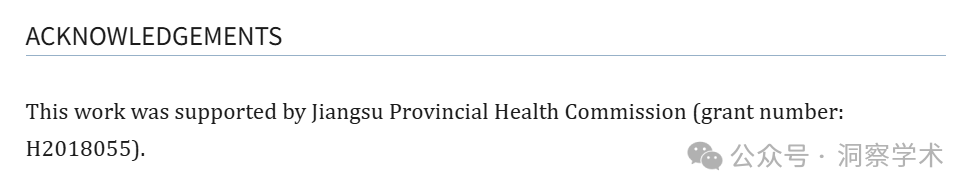 ACKNOWLEDGEMENTS
This work was supported by Jiangsu Provincial Health Commission (grant number:
H2018055).
公众号 · 洞察学术